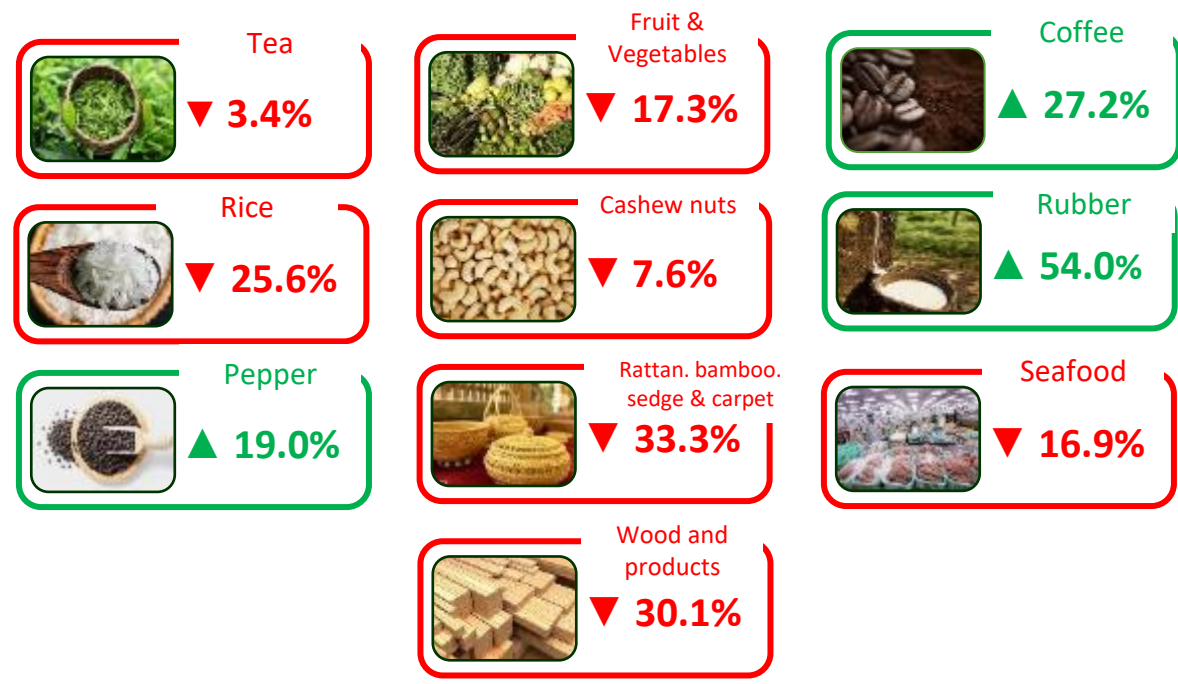 Tea
▼ 3.4%
Fruit &
Vegetables
▼ 17.3%
Coffee
▲ 27.2%
Rice
▼ 25.6%
Cashew nuts
▼ 7.6%
Rubber
▲ 54.0%
Pepper
▲ 19.0%
Rattan. bamboo.
sedge & carpet
▼ 33.3%
Seafood
▼ 16.9%
Wood and
products
▼ 30.1%